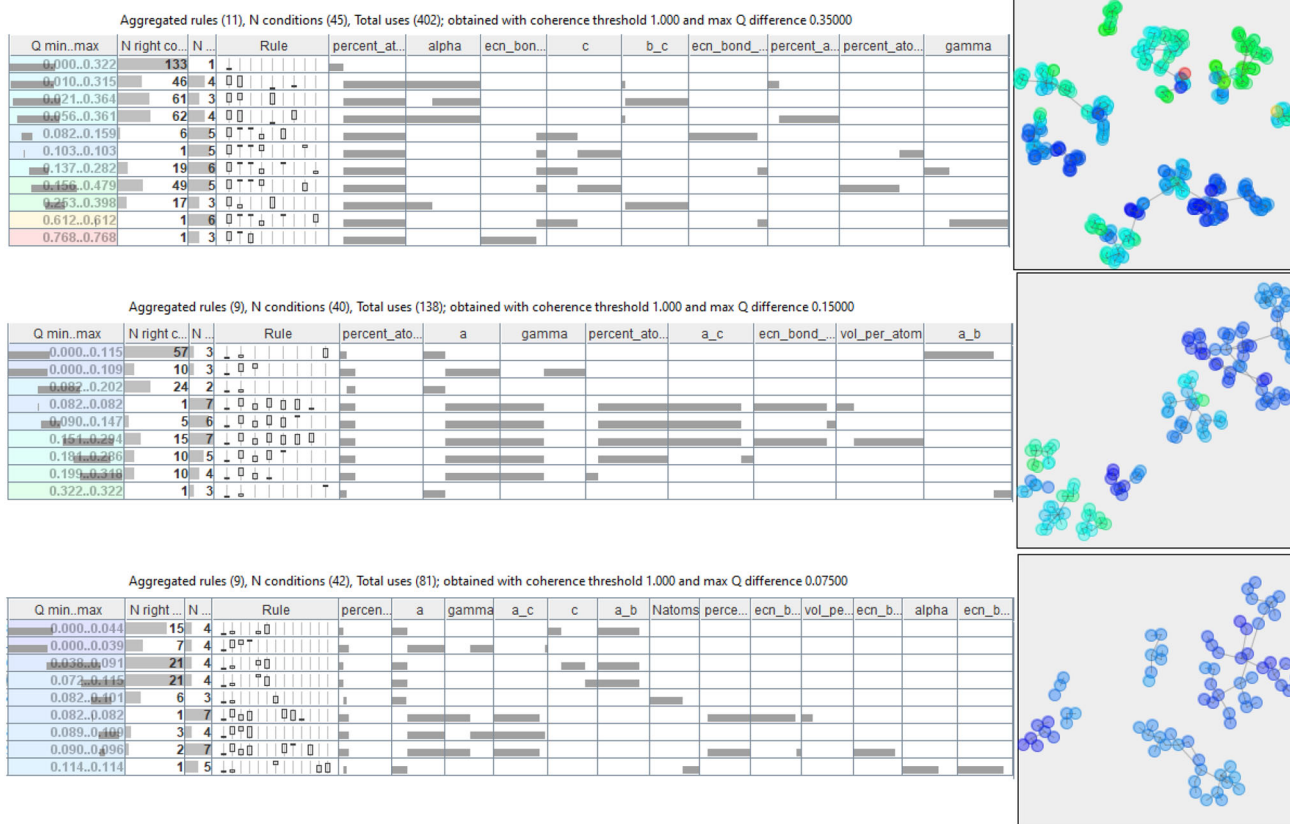 Aggregated rules (11), N conditions (45), Total uses (402); obtained with coherence threshold 1.000 and max Q difference 0.35000
Q min..max N right co... N ... Rule percent_at... alpha ecn_bon... c b_c ecn_bond_... percent_a... percent_ato... gamma
0.000..0.322 133 1
0.010..0.315 46 4
0.021..0.364 61 3
0.056..0.361 62 4
0.082..0.159 6 5
0.103..0.103 1 5
0.137..0.282 19 6
0.156..0.479 49 5
0.253..0.398 17 3
0.612..0.612 1 6
0.768..0.768 1 3
Aggregated rules (9), N conditions (40), Total uses (138); obtained with coherence threshold 1.000 and max Q difference 0.15000
Q min..max N right c... N ... Rule percent_ato... a gamma percent_ato... a_c ecn_bond_... vol_per_atom a_b
0.000..0.115 57 3
0.000..0.109 10 3
0.082..0.202 24 2
0.082..0.082 1 7
0.090..0.147 5 6
0.151..0.294 15 7
0.181..0.286 10 5
0.199..0.318 10 4
0.322..0.322 1 3
Aggregated rules (9), N conditions (42), Total uses (81); obtained with coherence threshold 1.000 and max Q difference 0.07500
Q min..max N right ... N ... Rule percen... a gamma a_c c a_b Natoms perce... ecn_b... vol_pe... ecn_b... alpha ecn_b...
0.000..0.044 15 4
0.000..0.039 7 4
0.038..0.091 21 4
0.072..0.115 21 4
0.082..0.101 6 3
0.082..0.082 1 7
0.089..0.109 3 4
0.090..0.096 2 7
0.114..0.114 1 5